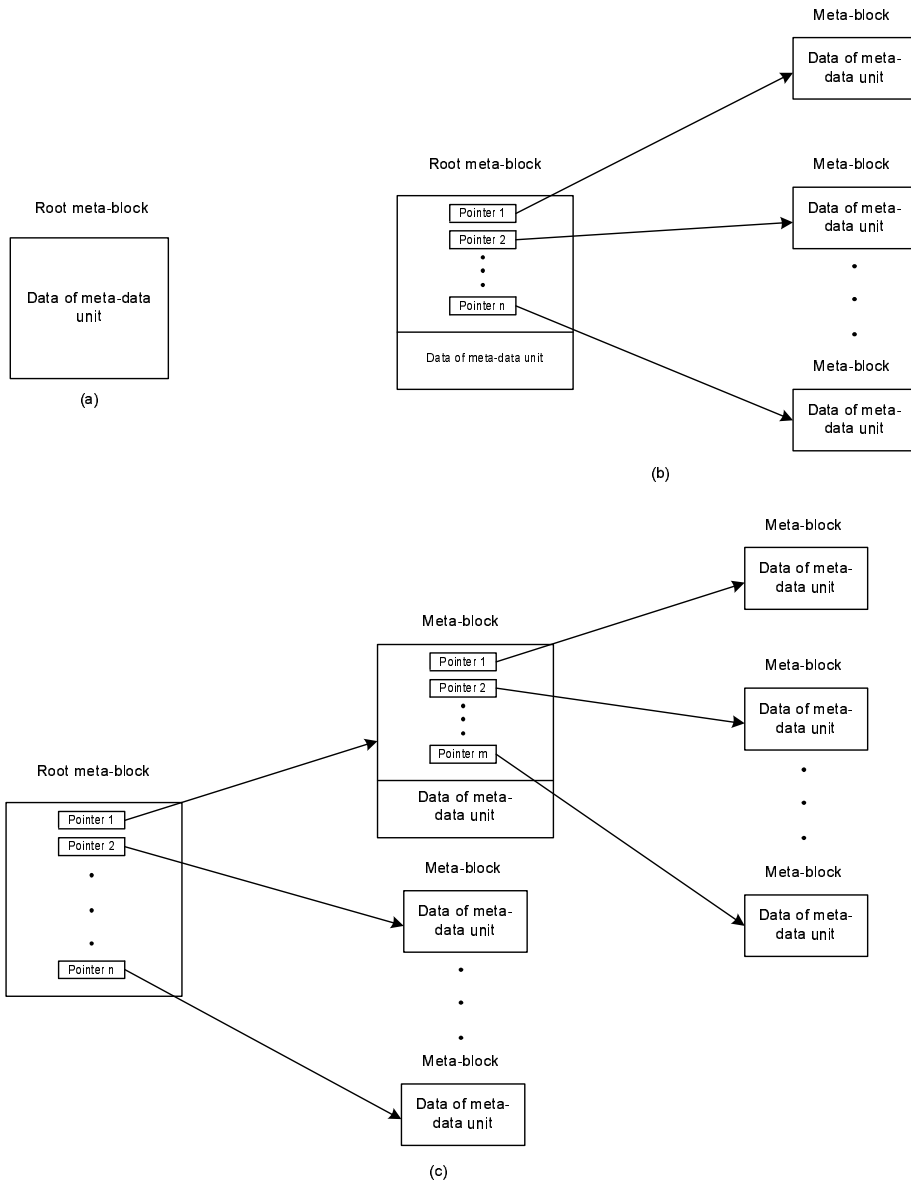 Root meta-block
Data of meta-data
unit
(a)
Root meta-block
Pointer 1
Pointer 2
Pointer n
Data of meta-data unit
Meta-block
Data of meta-
data unit
Meta-block
Data of meta-
data unit
Meta-block
Data of meta-
data unit
(b)
Root meta-block
Pointer 1
Pointer 2
Pointer n
Meta-block
Pointer 1
Pointer 2
Pointer m
Data of meta-
data unit
Meta-block
Data of meta-
data unit
Meta-block
Data of meta-
data unit
Meta-block
Data of meta-
data unit
Meta-block
Data of meta-
data unit
Meta-block
Data of meta-
data unit
(c)